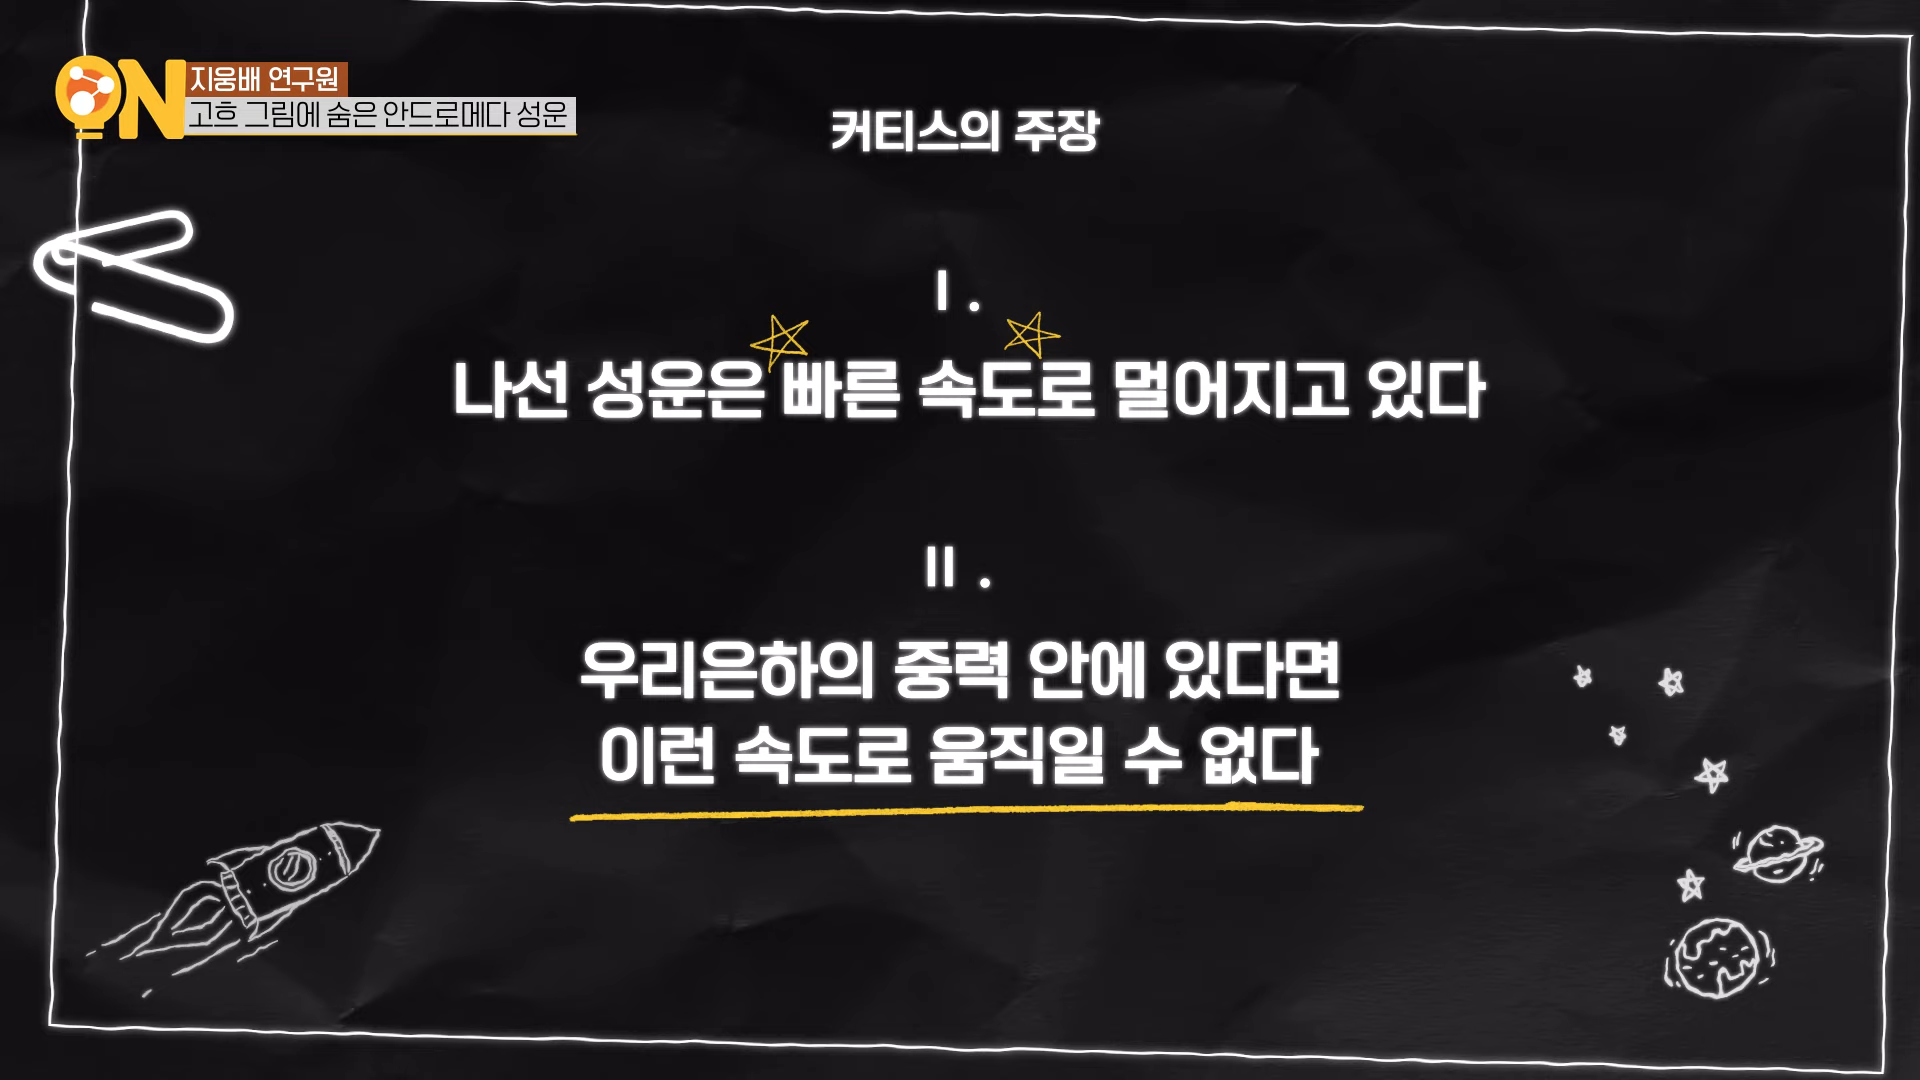 ON
지웅배 연구원
고흐 그림에 숨은 안드로메다 성운
커티스의 주장
I .
나선 성운은 빠른 속도로 멀어지고 있다
II .
우리은하의 중력 안에 있다면
이런 속도로 움직일 수 없다